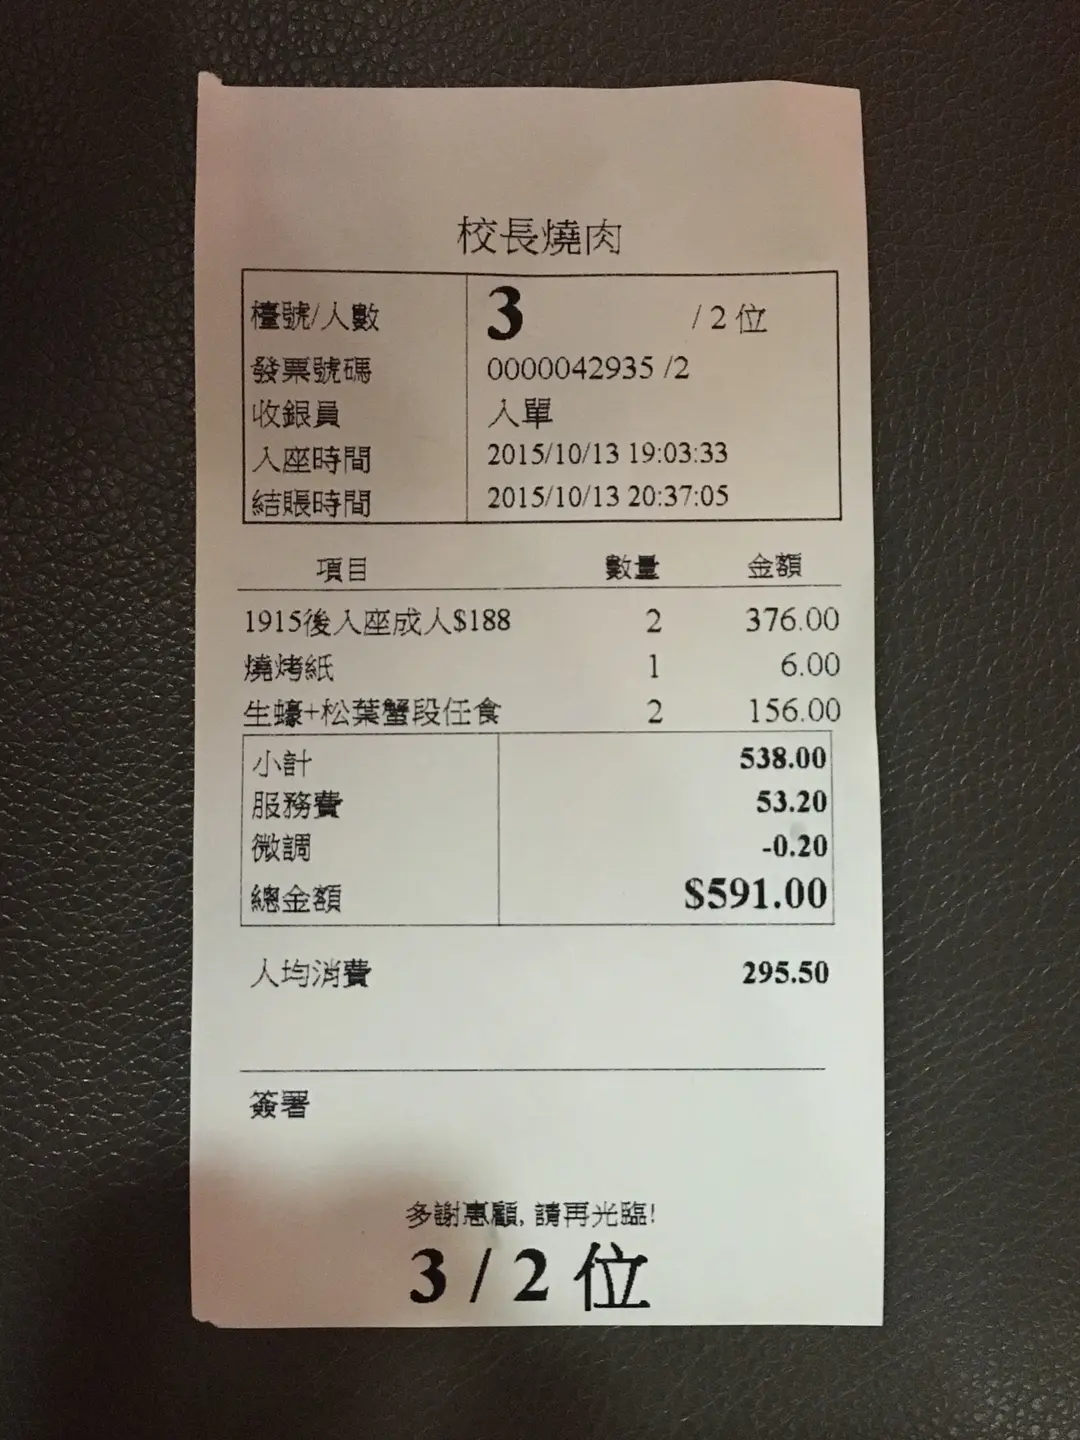 校長燒肉
檯號/人數 3 / 2 位
發票號碼 0000042935 /2
收銀員 入單
入座時間 2015/10/13 19:03:33
結賬時間 2015/10/13 20:37:05
項目 數量 金額
1915後入座成人$188 2 376.00
燒烤紙 1 6.00
生蠔+松葉蟹段任食 2 156.00
小計 538.00
服務費 53.20
微調 -0.20
總金額 $591.00
人均消費 295.50
簽署
多謝惠顧, 請再光臨!
3 / 2 位